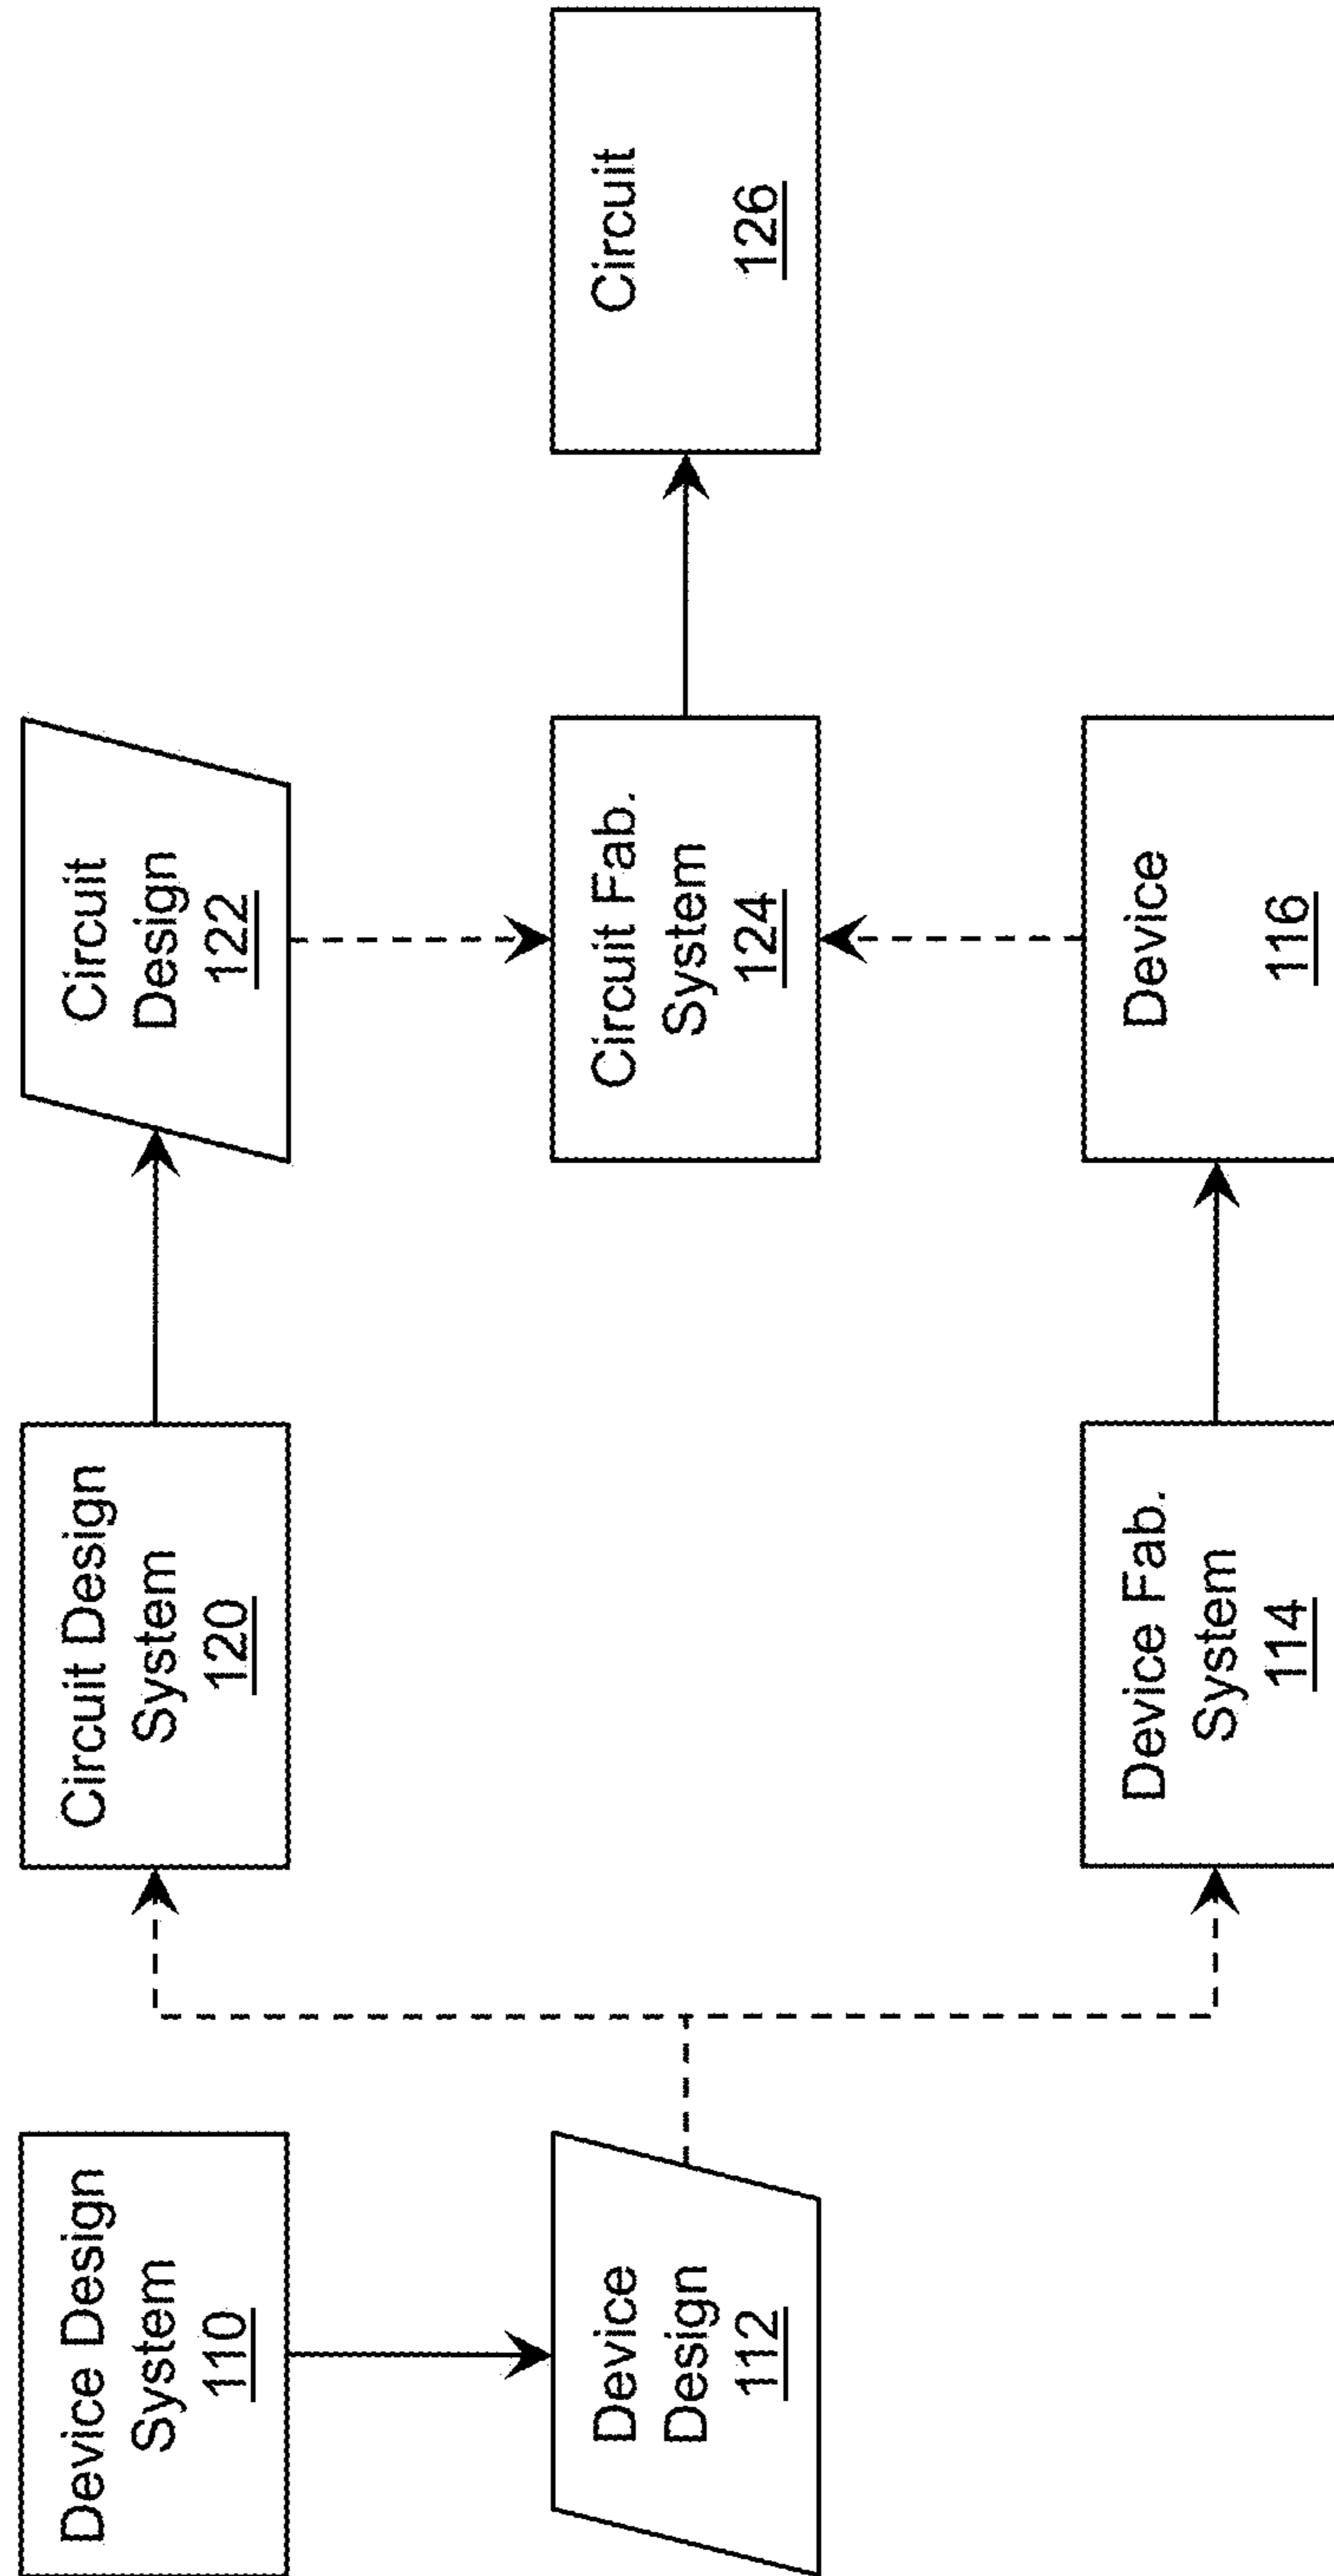 Device Design
System
110
Device
Design
112
Circuit Design
System
120
Device Fab.
System
114
Circuit
Design
122
Circuit Fab.
System
124
Device
116
Circuit
126